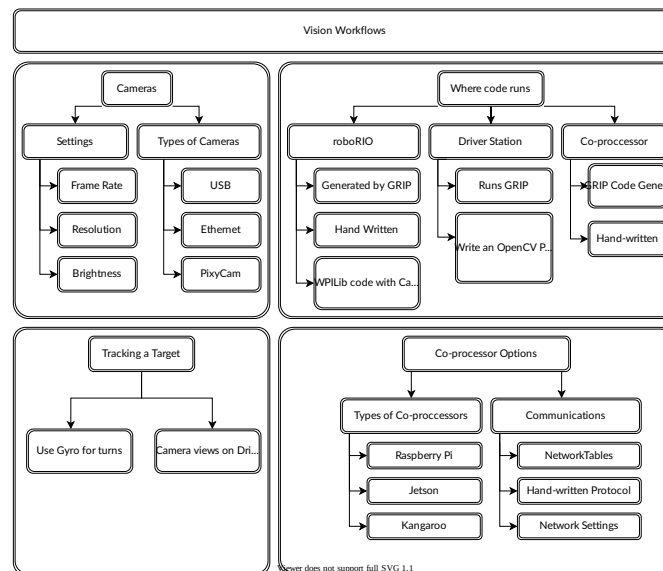 Vision Workflows
Cameras
Settings
Types of Cameras
Frame Rate
Resolution
Brightness
USB
Ethernet
PixyCam
Where code runs
roboRIO
Driver Station
Co-proccessor
Generated by GRIP
Hand Written
WPILib code with Ca...
Runs GRIP
Write an OpenCV P...
GRIP Code Gene
Hand-written
Tracking a Target
Use Gyro for turns
Camera views on Dri...
Co-processor Options
Types of Co-proccessors
Communications
Raspberry Pi
Jetson
Kangaroo
NetworkTables
Hand-written Protocol
Network Settings
Viewer does not support full SVG 1.1